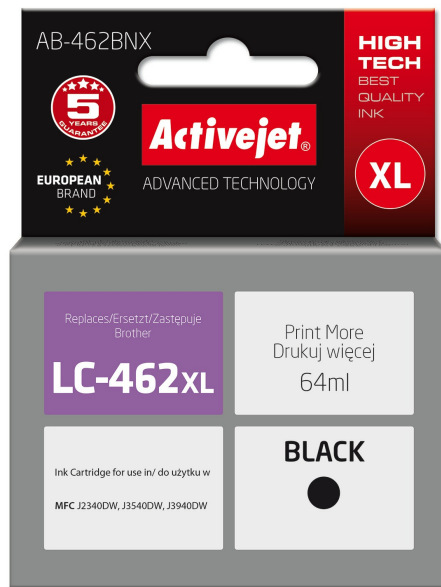 AB-462BNX
HIGH
TECH
BEST
QUALITY
INK
5
YEARS
GUARANTEE
Activejet®
EUROPEAN
BRAND
ADVANCED TECHNOLOGY
XL
Replaces/Ersetzt/Zastępuje
Brother
LC-462XL
Print More
Drukuj więcej
64ml
Ink Cartridge for use in/ do użytku w
MFC J2340DW, J3540DW, J3940DW
BLACK